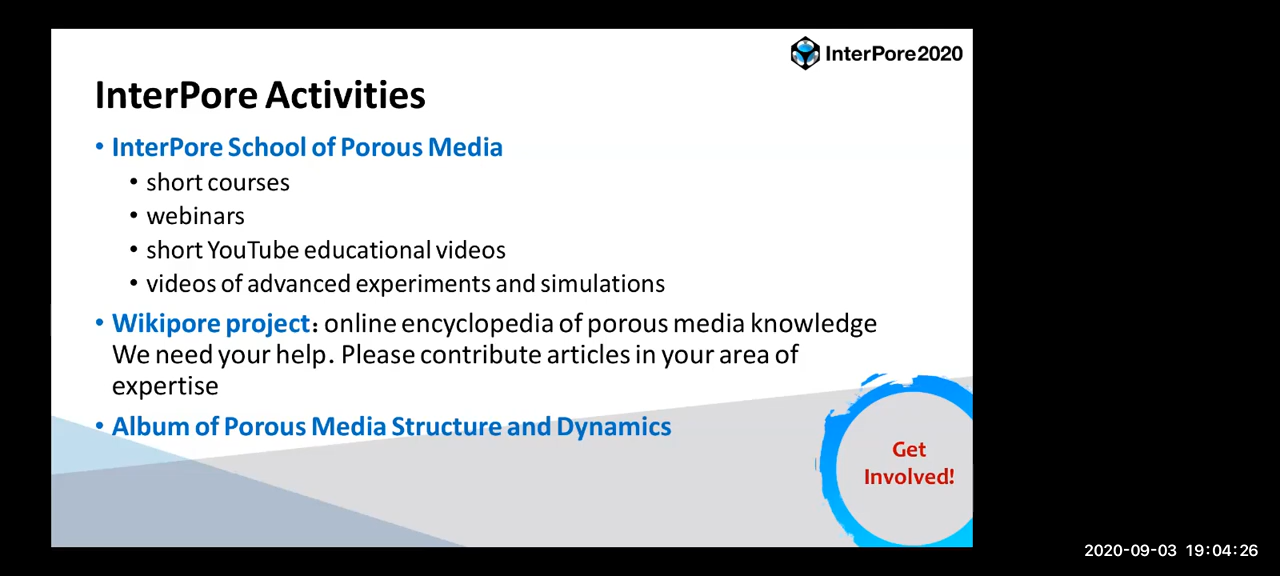 InterPore2020
InterPore Activities
• InterPore School of Porous Media
• short courses
• webinars
• short YouTube educational videos
• videos of advanced experiments and simulations
• Wikipore project: online encyclopedia of porous media knowledge
We need your help. Please contribute articles in your area of
expertise
• Album of Porous Media Structure and Dynamics
Get
Involved!
2020-09-03 19:04:26